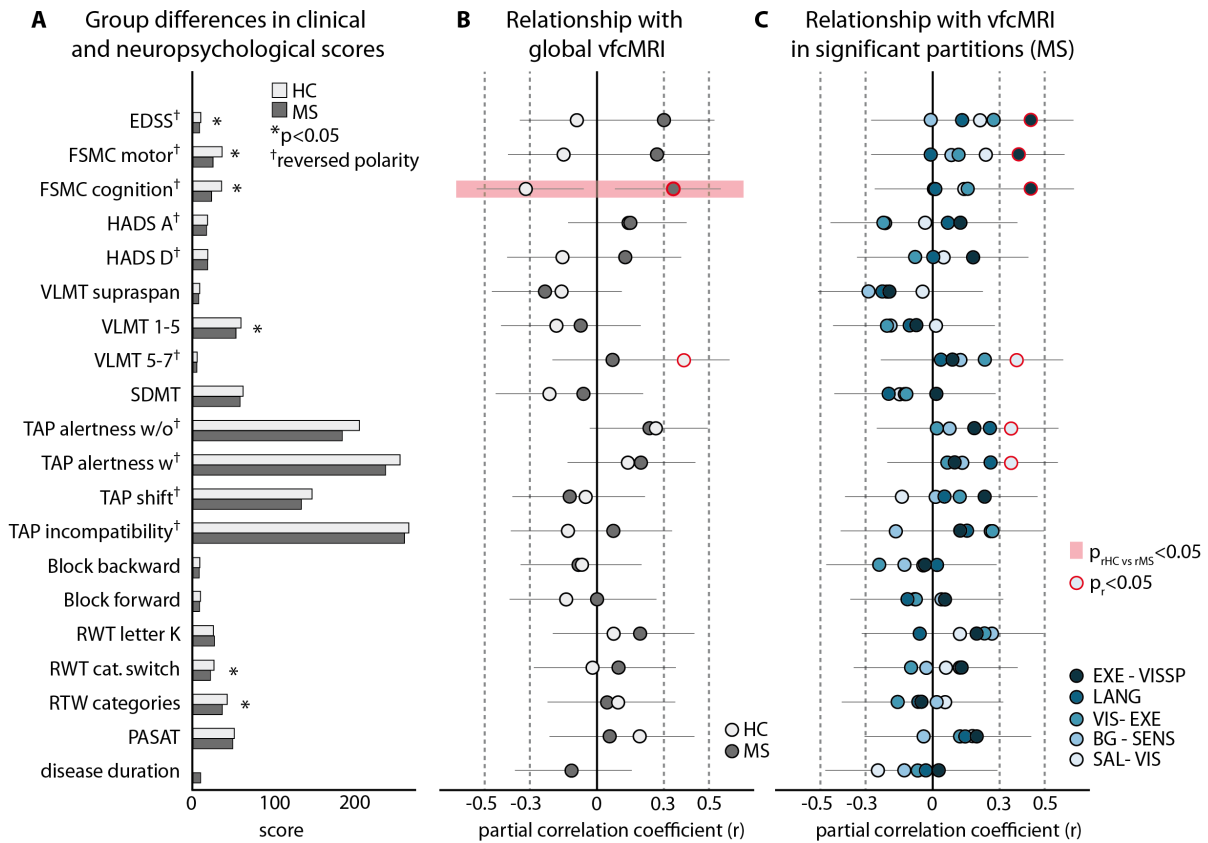 A Group differences in clinical
and neuropsychological scores
HC
MS
*p<0.05
†reversed polarity
EDSS†
*
FSMC motor†
*
FSMC cognition†
*
HADS A†
HADS D†
VLMT supraspan
VLMT 1-5
*
VLMT 5-7†
SDMT
TAP alertness w/o†
TAP alertness w†
TAP shift†
TAP incompatibility†
Block backward
Block forward
RWT letter K
RWT cat. switch
*
RTW categories
*
PASAT
disease duration
0 100 200
score
B Relationship with
global vfcMRI
HC
MS
-0.5 -0.3 0 0.3 0.5
partial correlation coefficient (r)
C Relationship with vfcMRI
in significant partitions (MS)
prHC vs rMS<0.05
pr<0.05
EXE - VISSP
LANG
VIS- EXE
BG - SENS
SAL- VIS
-0.5 -0.3 0 0.3 0.5
partial correlation coefficient (r)